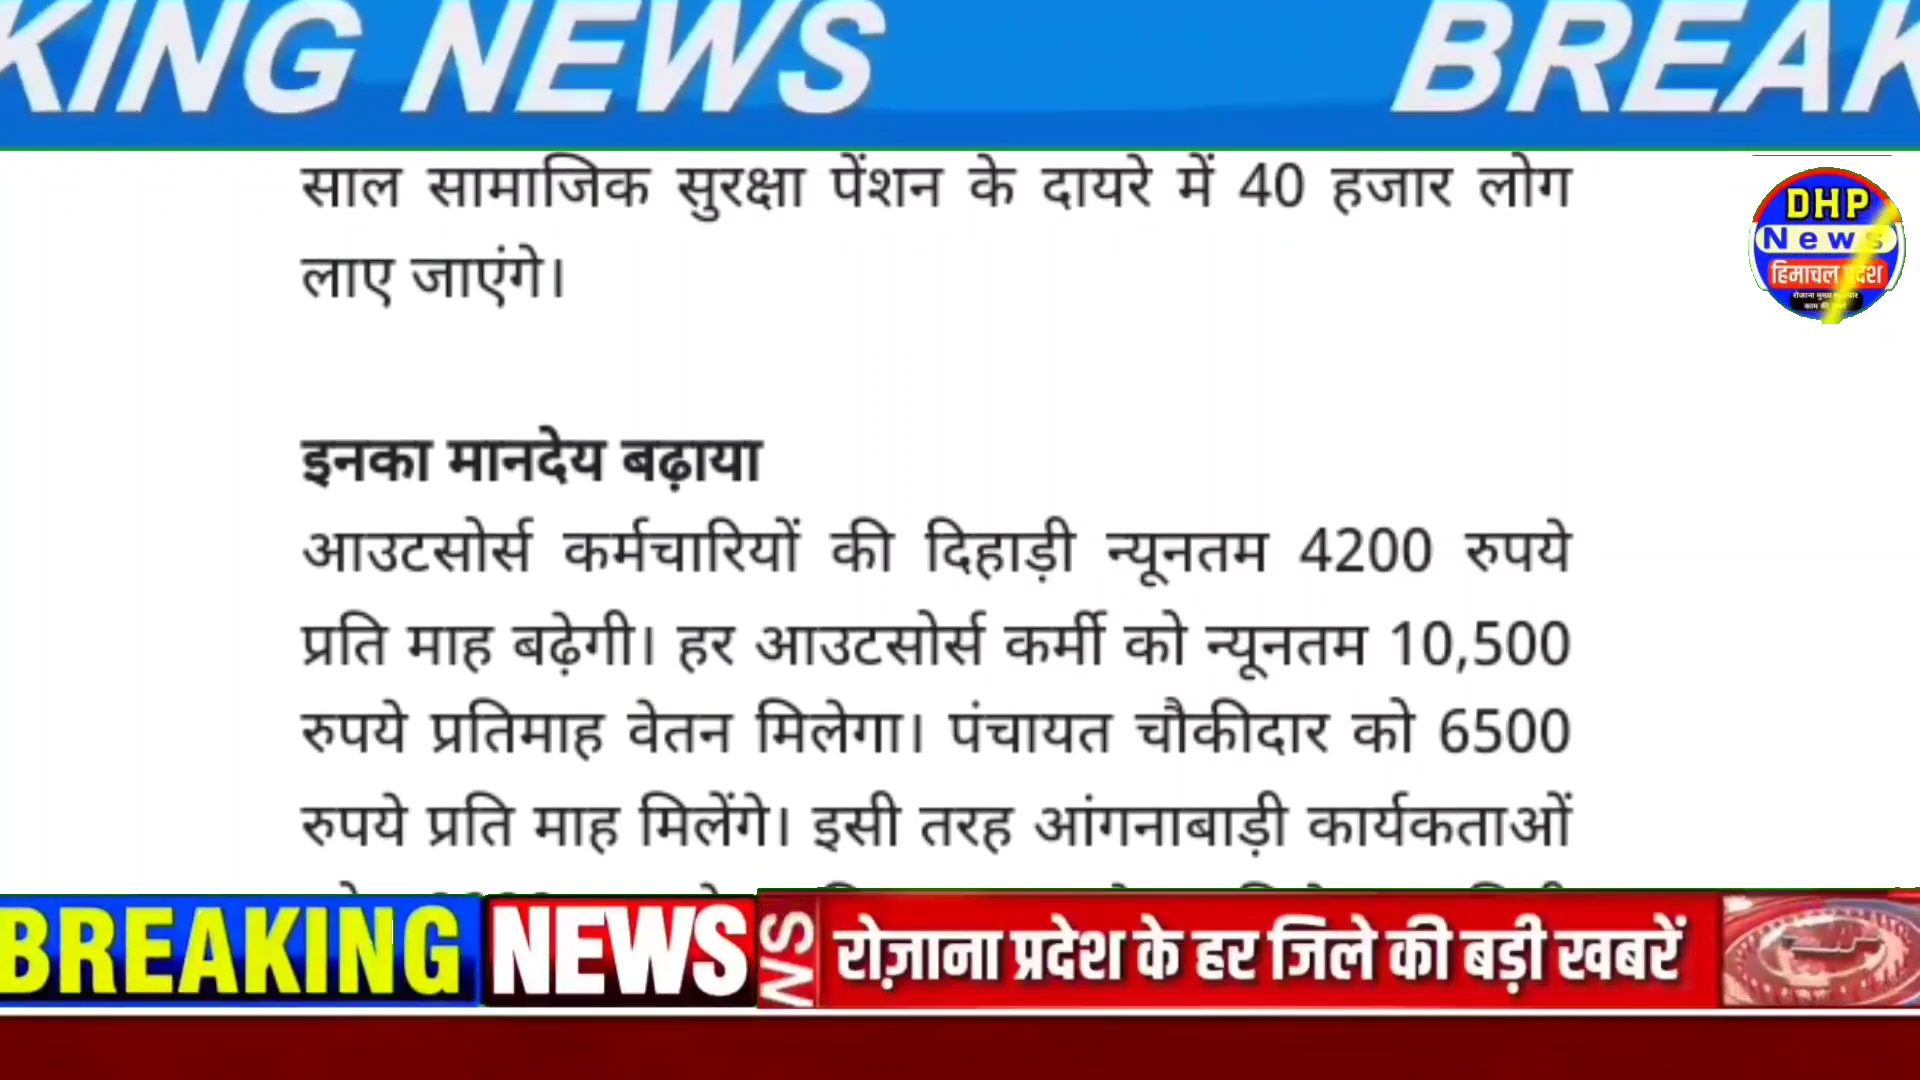 KING NEWS BREAK
साल सामाजिक सुरक्षा पेंशन के दायरे में 40 हजार लोग
लाए जाएंगे।
DHP
News
हिमाचल प्रदेश
इनका मानदेय बढ़ाया
आउटसोर्स कर्मचारियों की दिहाड़ी न्यूनतम 4200 रुपये
प्रति माह बढ़ेगी। हर आउटसोर्स कर्मी को न्यूनतम 10,500
रुपये प्रतिमाह वेतन मिलेगा। पंचायत चौकीदार को 6500
रुपये प्रति माह मिलेंगे। इसी तरह आंगनाबाड़ी कार्यकताओं
BREAKING NEWS रोज़ाना प्रदेश के हर जिले की बड़ी खबरें